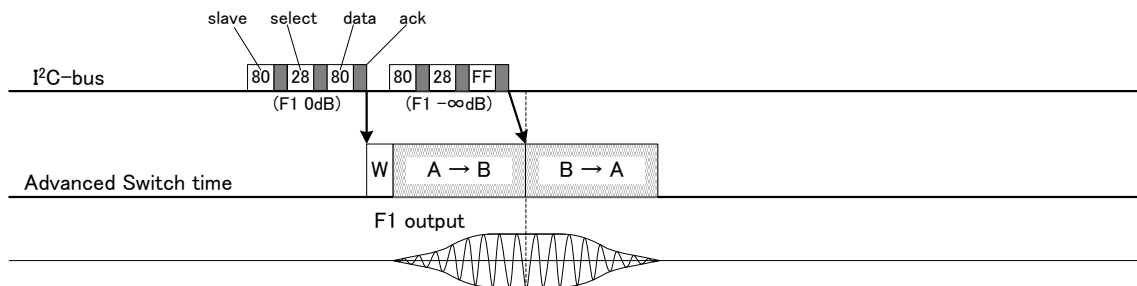 slave select data ack
I²C-bus 80 28 80 80 28 FF
(F1 0dB) (F1 −∞dB)
W A → B B → A
Advanced Switch time
F1 output